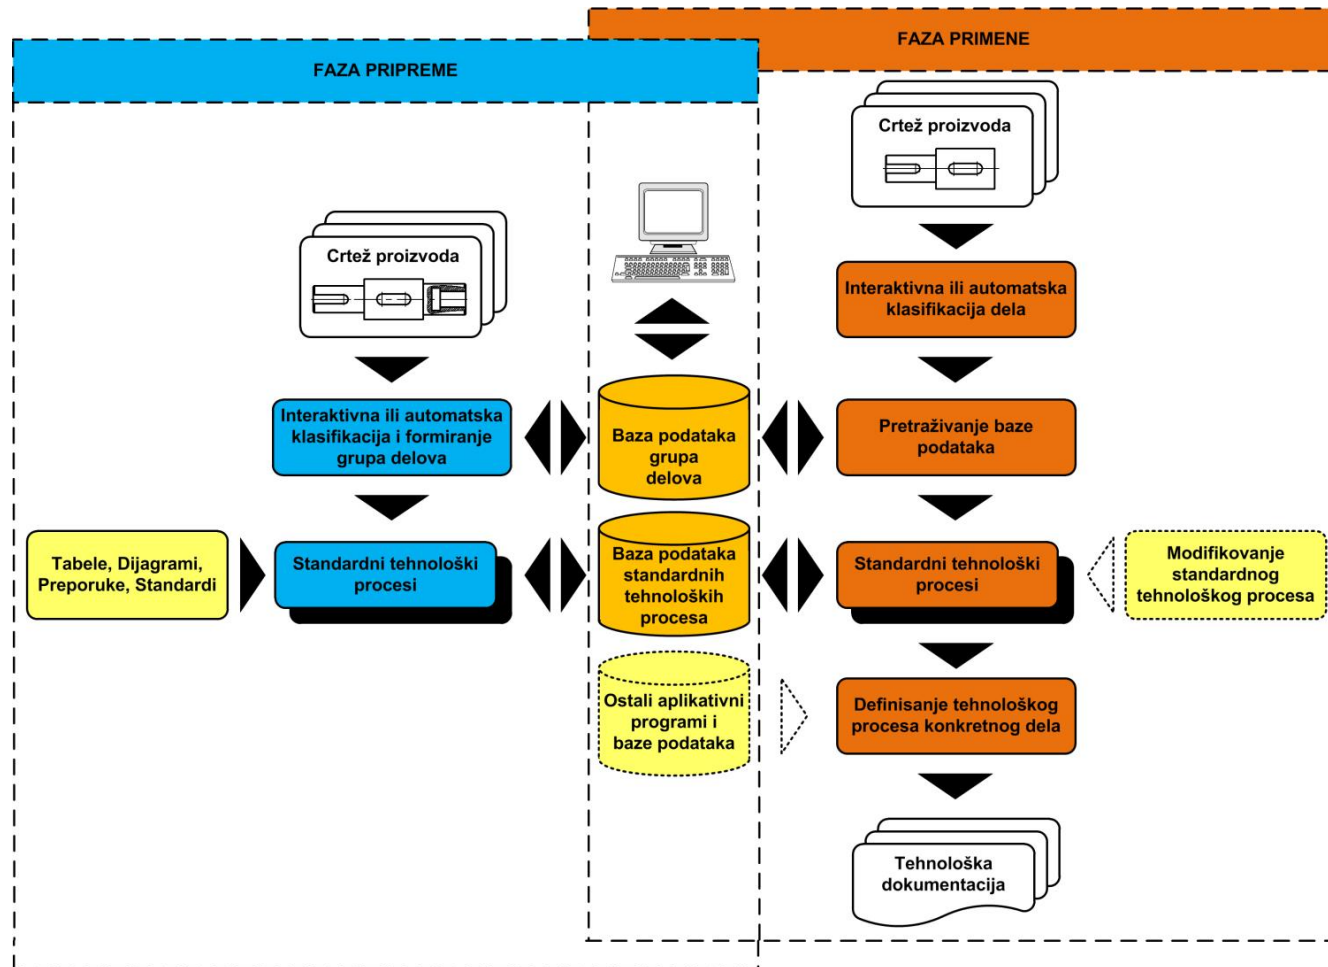 FAZA PRIPREME
FAZA PRIMENE
Crtež proizvoda
Interaktivna ili automatska
klasifikacija i formiranje
grupa delova
Tabele, Dijagrami,
Preporuke, Standardi
Standardni tehnološki
procesi
Baza podataka
grupa
delova
Baza podataka
standardnih
tehnoloških
procesa
Ostali aplikativni
programi i
baze podataka
Crtež proizvoda
Interaktivna ili automatska
klasifikacija dela
Pretraživanje baze
podataka
Standardni tehnološki
procesi
Modifikovanje
standardnog
tehnološkog procesa
Definisanje tehnološkog
procesa konkretnog dela
Tehnološka
dokumentacija